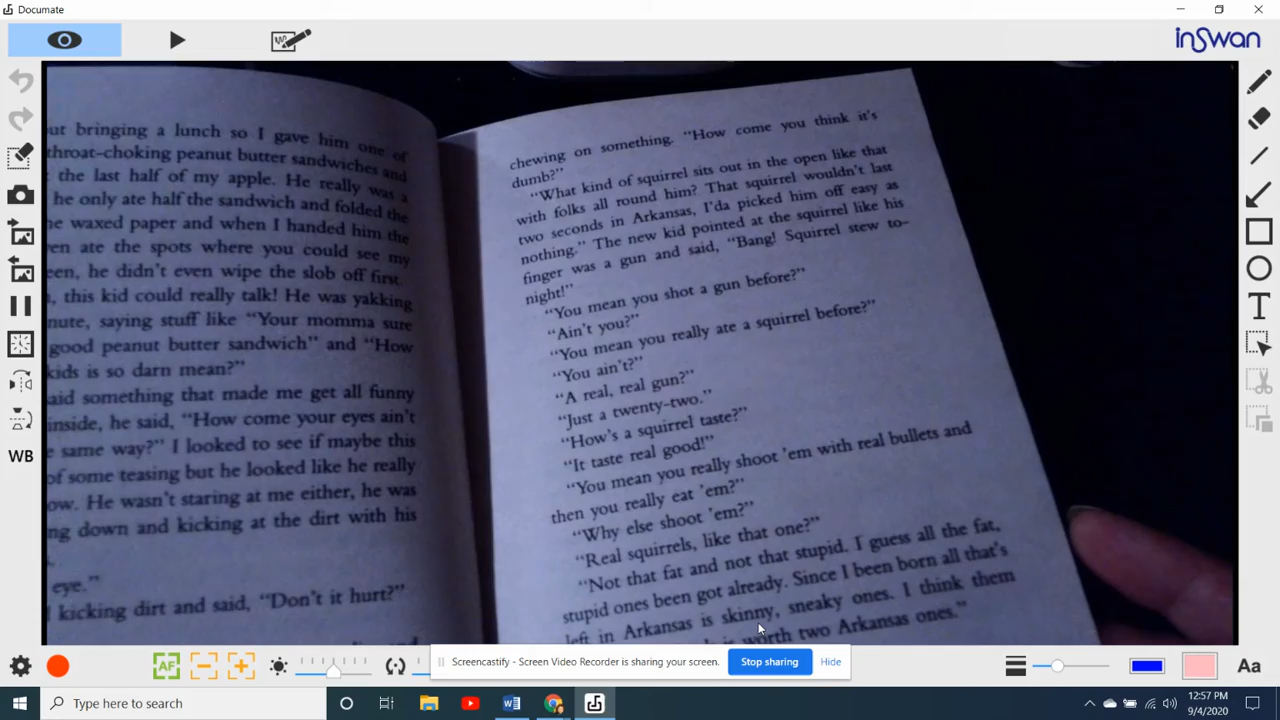 Documate
inSwan
ut bringing a lunch so I gave him one of
throat-choking peanut butter sandwiches and
the last half of my apple. He really was a
he only ate half the sandwich and folded the
he waxed paper and when I handed him the
en ate the spots where you could see my
een, he didn't even wipe the slob off first.
, this kid could really talk! He was yakking
nute, saying stuff like "Your momma sure
good peanut butter sandwich" and "How
kids is so darn mean?"
aid something that made me get all funny
inside, he said, "How come your eyes ain't
e same way?" I looked to see if maybe this
of some teasing but he looked like he really
ow. He wasn't staring at me either, he was
ng down and kicking at the dirt with his
eye."
kicking dirt and said, "Don't it hurt?"
chewing on something. "How come you think it's
dumb?"
"What kind of squirrel sits out in the open like that
with folks all round him? That squirrel wouldn't last
two seconds in Arkansas, I'da picked him off easy as
nothing." The new kid pointed at the squirrel like his
finger was a gun and said, "Bang! Squirrel stew to-
night!"
"You mean you shot a gun before?"
"Ain't you?"
"You mean you really ate a squirrel before?"
"You ain't?"
"A real, real gun?"
"Just a twenty-two."
"How's a squirrel taste?"
"It taste real good!"
"You mean you really shoot 'em with real bullets and
then you really eat 'em?"
"Why else shoot 'em?"
"Real squirrels, like that one?"
"Not that fat and not that stupid. I guess all the fat,
stupid ones been got already. Since I been born all that's
left in Arkansas is skinny, sneaky ones. I think them
is worth two Arkansas ones."
WB
T
AF
Screencastify - Screen Video Recorder is sharing your screen.
Stop sharing
Hide
Aa
Type here to search
12:57 PM
9/4/2020